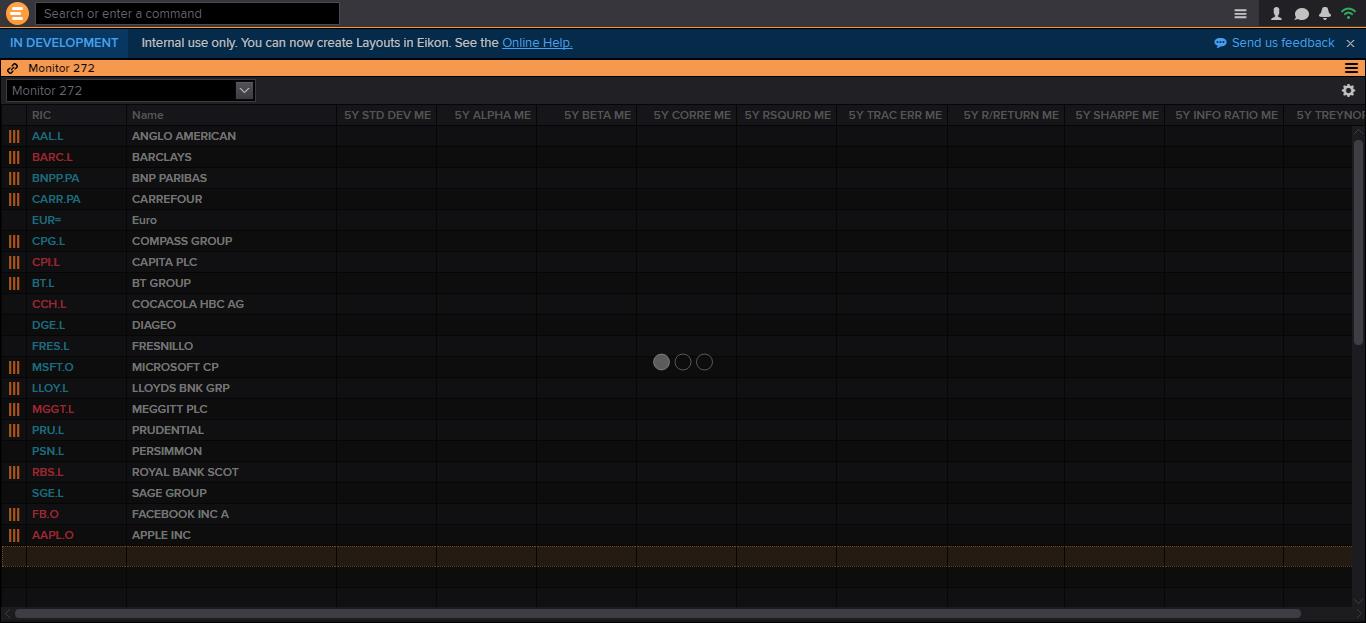 Search or enter a command
IN DEVELOPMENT Internal use only. You can now create Layouts in Eikon. See the Online Help. Send us feedback
Monitor 272
Monitor 272
RIC Name 5Y STD DEV ME 5Y ALPHA ME 5Y BETA ME 5Y CORRE ME 5Y RSQURD ME 5Y TRAC ERR ME 5Y R/RETURN ME 5Y SHARPE ME 5Y INFO RATIO ME 5Y TREYNOR
AAL.L ANGLO AMERICAN
BARC.L BARCLAYS
BNPP.PA BNP PARIBAS
CARR.PA CARREFOUR
EUR= Euro
CPG.L COMPASS GROUP
CPI.L CAPITA PLC
BT.L BT GROUP
CCH.L COCACOLA HBC AG
DGE.L DIAGEO
FRES.L FRESNILLO
MSFT.O MICROSOFT CP
LLOY.L LLOYDS BNK GRP
MGGT.L MEGGITT PLC
PRU.L PRUDENTIAL
PSN.L PERSIMMON
RBS.L ROYAL BANK SCOT
SGE.L SAGE GROUP
FB.O FACEBOOK INC A
AAPL.O APPLE INC